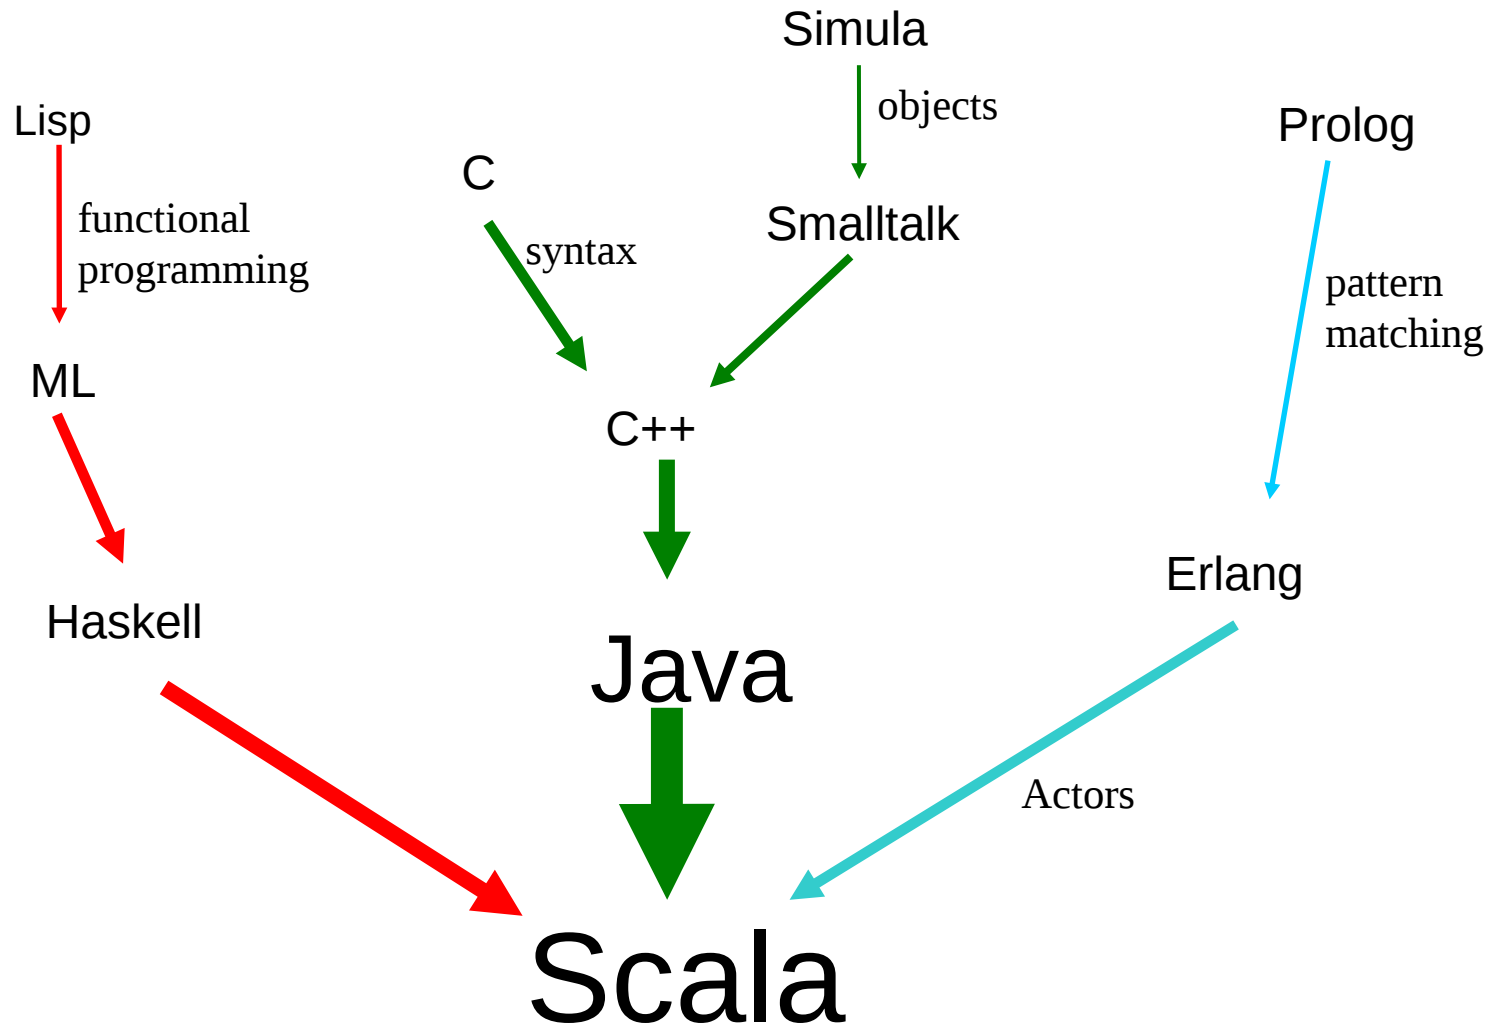 Simula
objects
Lisp
Prolog
C
functional
programming
syntax
Smalltalk
pattern
matching
ML
C++
Erlang
Haskell
Java
Actors
Scala